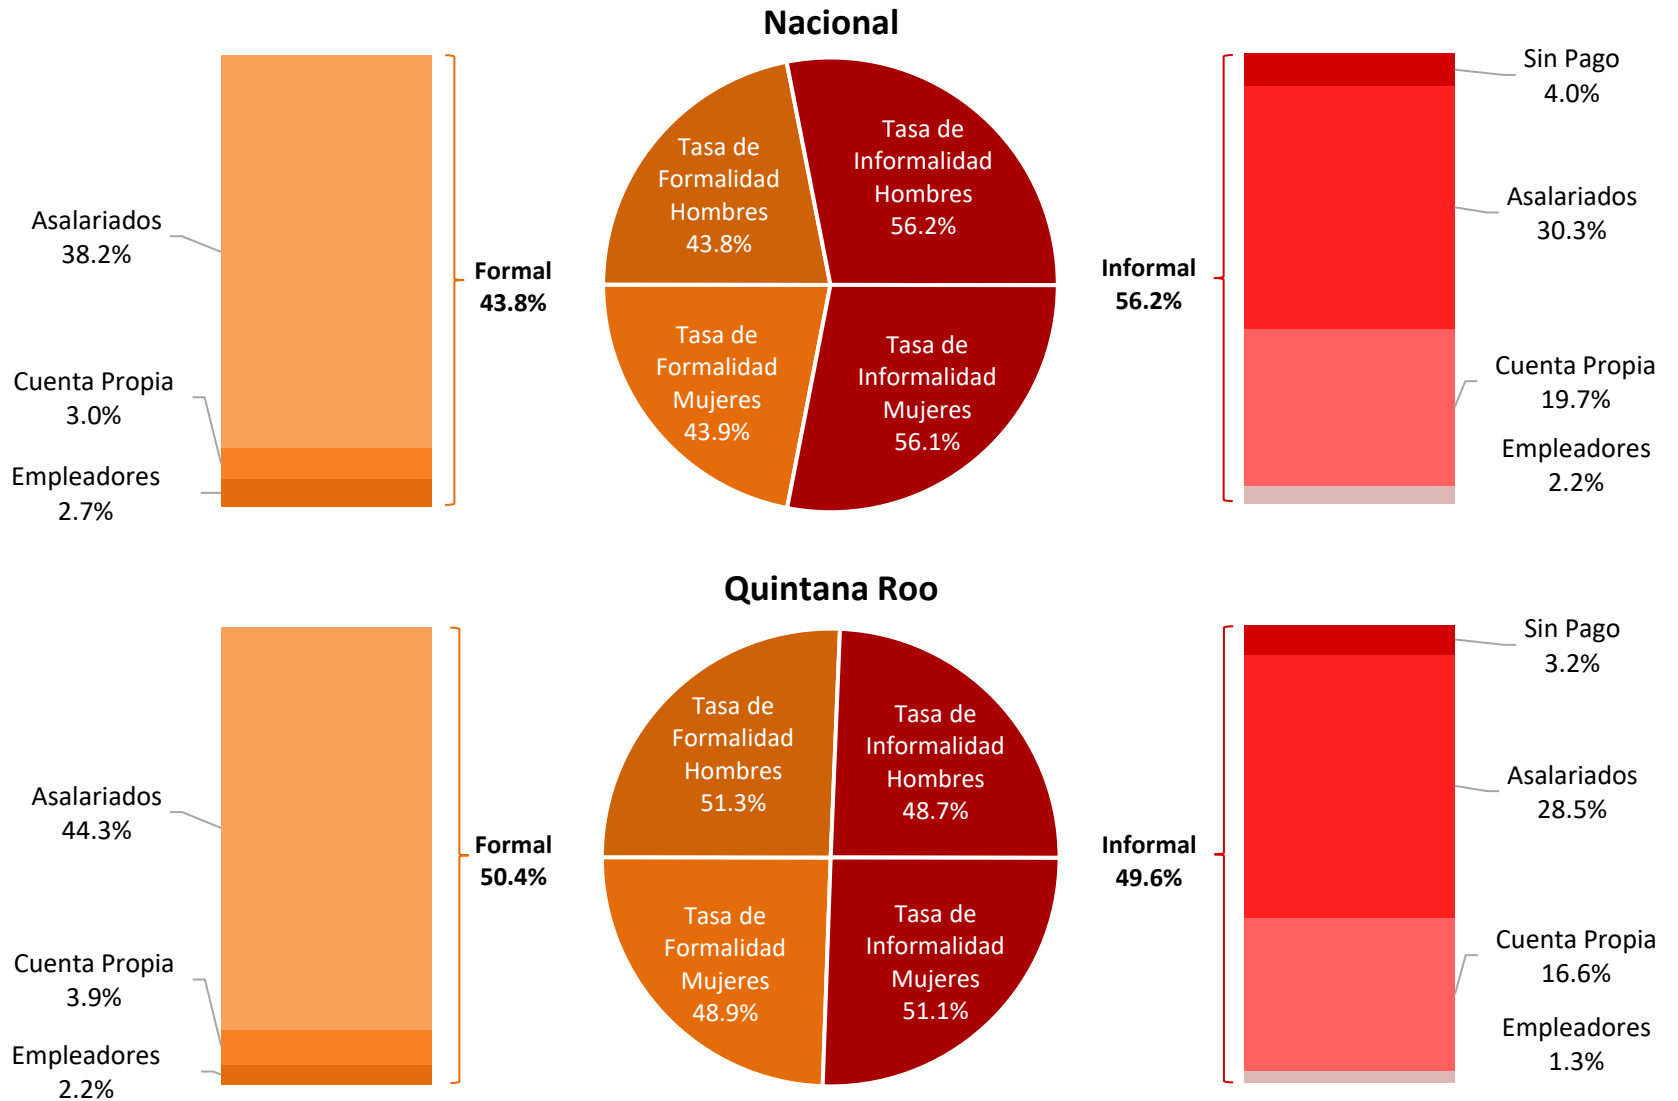 Nacional
Asalariados
38.2%
Cuenta Propia
3.0%
Empleadores
2.7%
Formal
43.8%
Tasa de
Formalidad
Hombres
43.8%
Tasa de
Informalidad
Hombres
56.2%
Tasa de
Formalidad
Mujeres
43.9%
Tasa de
Informalidad
Mujeres
56.1%
Informal
56.2%
Sin Pago
4.0%
Asalariados
30.3%
Cuenta Propia
19.7%
Empleadores
2.2%
Quintana Roo
Asalariados
44.3%
Cuenta Propia
3.9%
Empleadores
2.2%
Formal
50.4%
Tasa de
Formalidad
Hombres
51.3%
Tasa de
Informalidad
Hombres
48.7%
Tasa de
Formalidad
Mujeres
48.9%
Tasa de
Informalidad
Mujeres
51.1%
Informal
49.6%
Sin Pago
3.2%
Asalariados
28.5%
Cuenta Propia
16.6%
Empleadores
1.3%